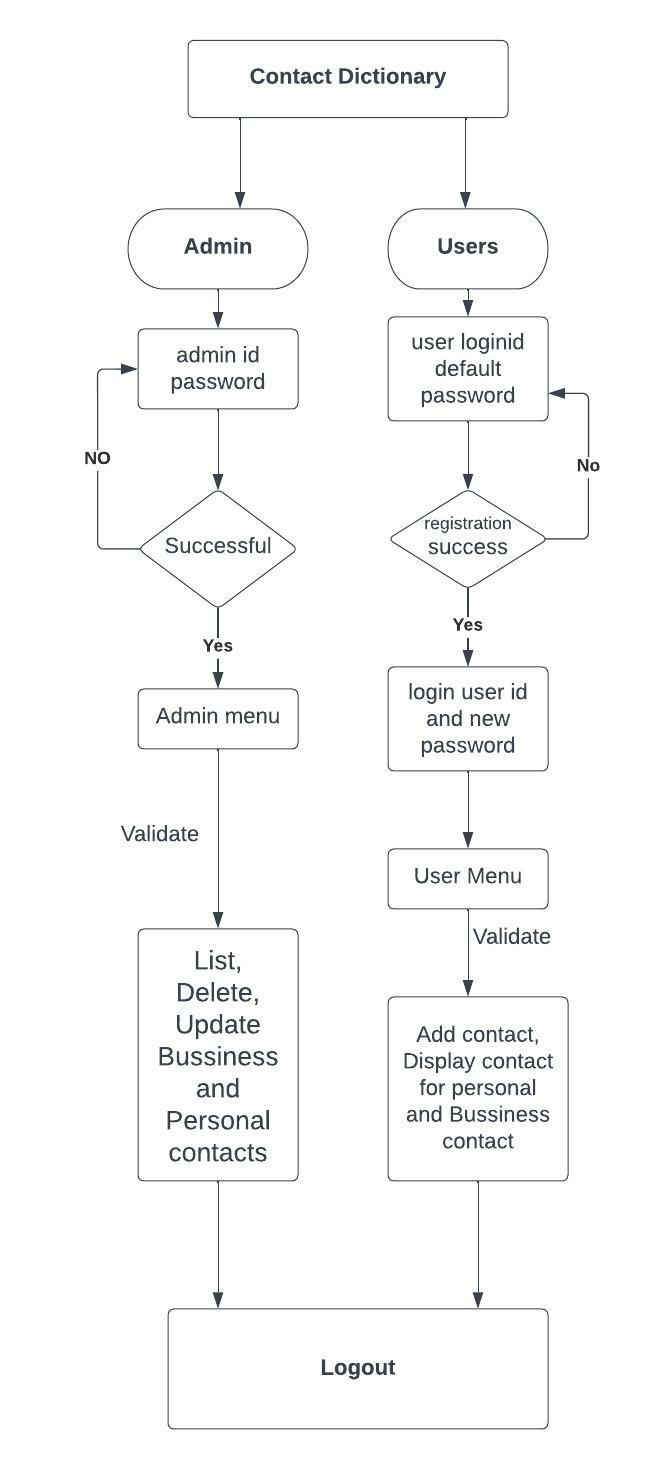 Contact Dictionary
Admin
Users
admin id
password
user loginid
default
password
NO
No
Successful
registration
success
Yes
Yes
Admin menu
login user id
and new
password
Validate
User Menu
Validate
List,
Delete,
Update
Bussiness
and
Personal
contacts
Add contact,
Display contact
for personal
and Bussiness
contact
Logout